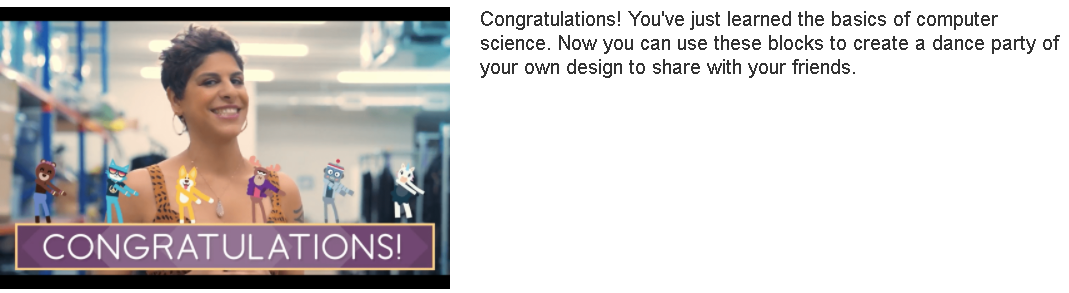 Congratulations! You've just learned the basics of computer
science. Now you can use these blocks to create a dance party of
your own design to share with your friends.
CONGRATULATIONS!